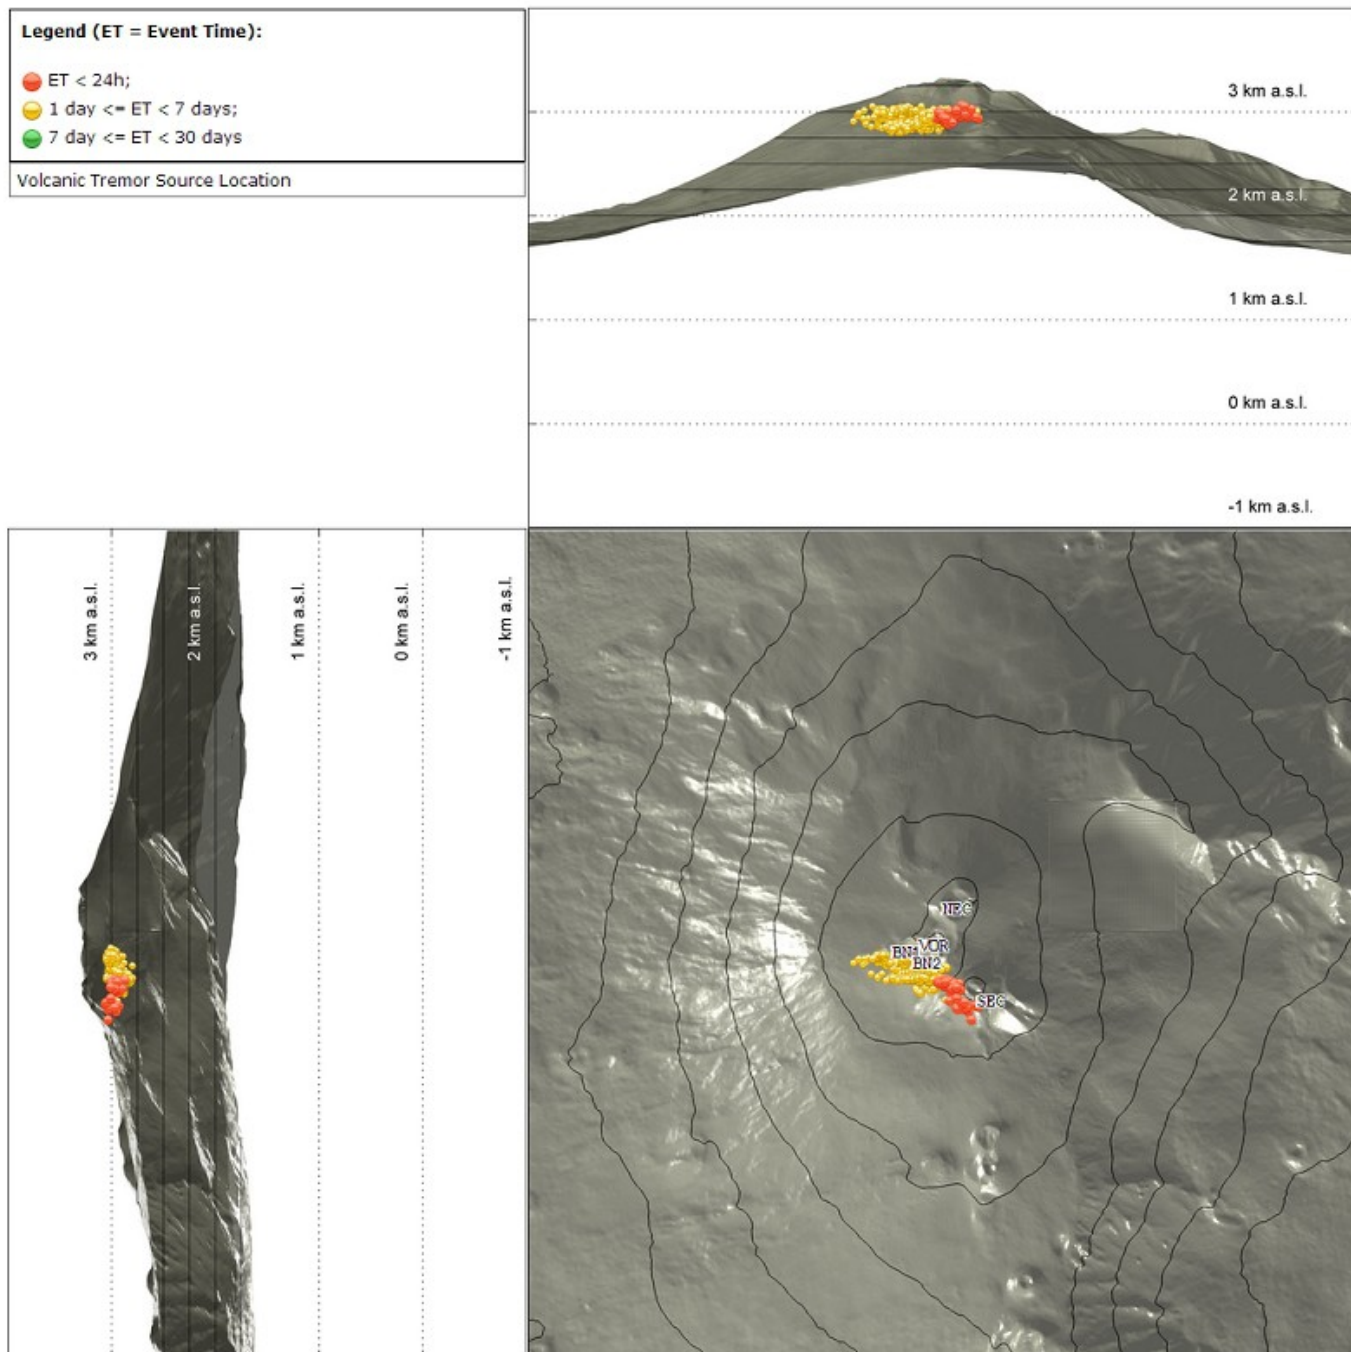 Legend (ET = Event Time):
ET < 24h;
1 day <= ET < 7 days;
7 day <= ET < 30 days
Volcanic Tremor Source Location
3 km a.s.l.
2 km a.s.l.
1 km a.s.l.
0 km a.s.l.
-1 km a.s.l.
3 km a.s.l.
2 km a.s.l.
1 km a.s.l.
0 km a.s.l.
-1 km a.s.l.
NEC
VOR
BN1
BN2
SEC